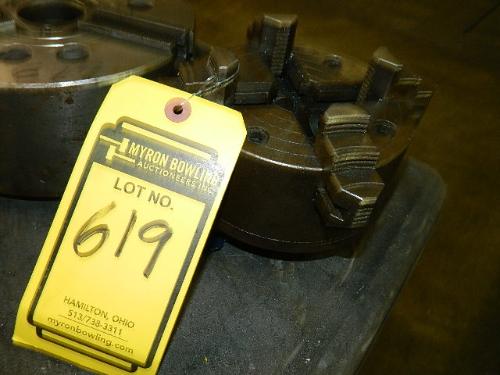 MYRON BOWLING
AUCTIONEERS INC.
LOT NO.
619
HAMILTON, OHIO
513/738-3311
myronbowling.com